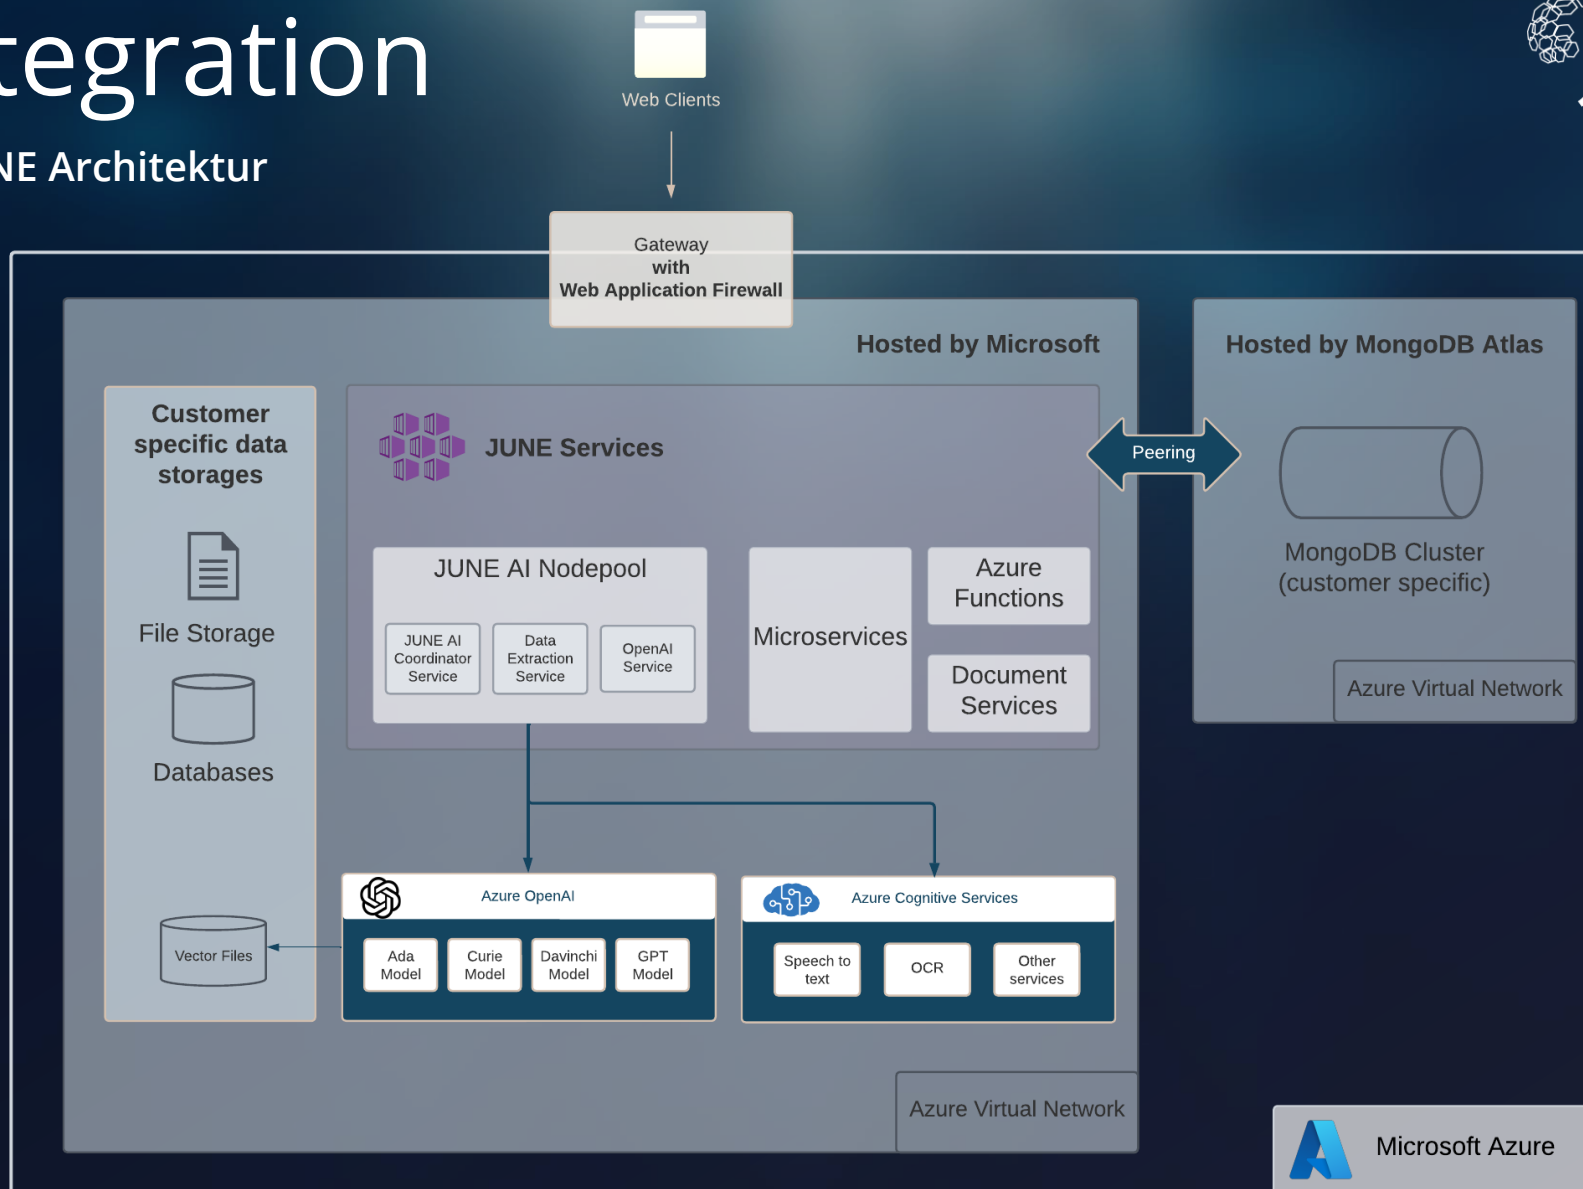 tegration
NE Architektur
Web Clients
Gateway
with
Web Application Firewall
Hosted by Microsoft
Hosted by MongoDB Atlas
Customer
specific data
storages
File Storage
Databases
Vector Files
JUNE Services
JUNE AI Nodepool
JUNE AI
Coordinator
Service
Data
Extraction
Service
OpenAI
Service
Microservices
Azure
Functions
Document
Services
Peering
MongoDB Cluster
(customer specific)
Azure Virtual Network
Azure OpenAI
Ada
Model
Curie
Model
Davinchi
Model
GPT
Model
Azure Cognitive Services
Speech to
text
OCR
Other
services
Azure Virtual Network
Microsoft Azure